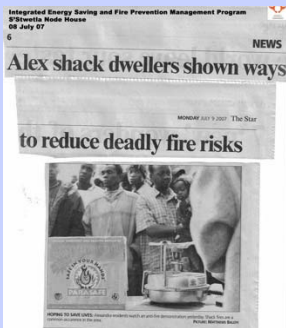 Integrated Energy Saving and Fire Prevention Management Program
S'Stwetla Node House
08 July 07
6
NEWS
Alex shack dwellers shown ways
MONDAY JULY 9 2007 The Star
to reduce deadly fire risks
HOPING TO SAVE LIVES: